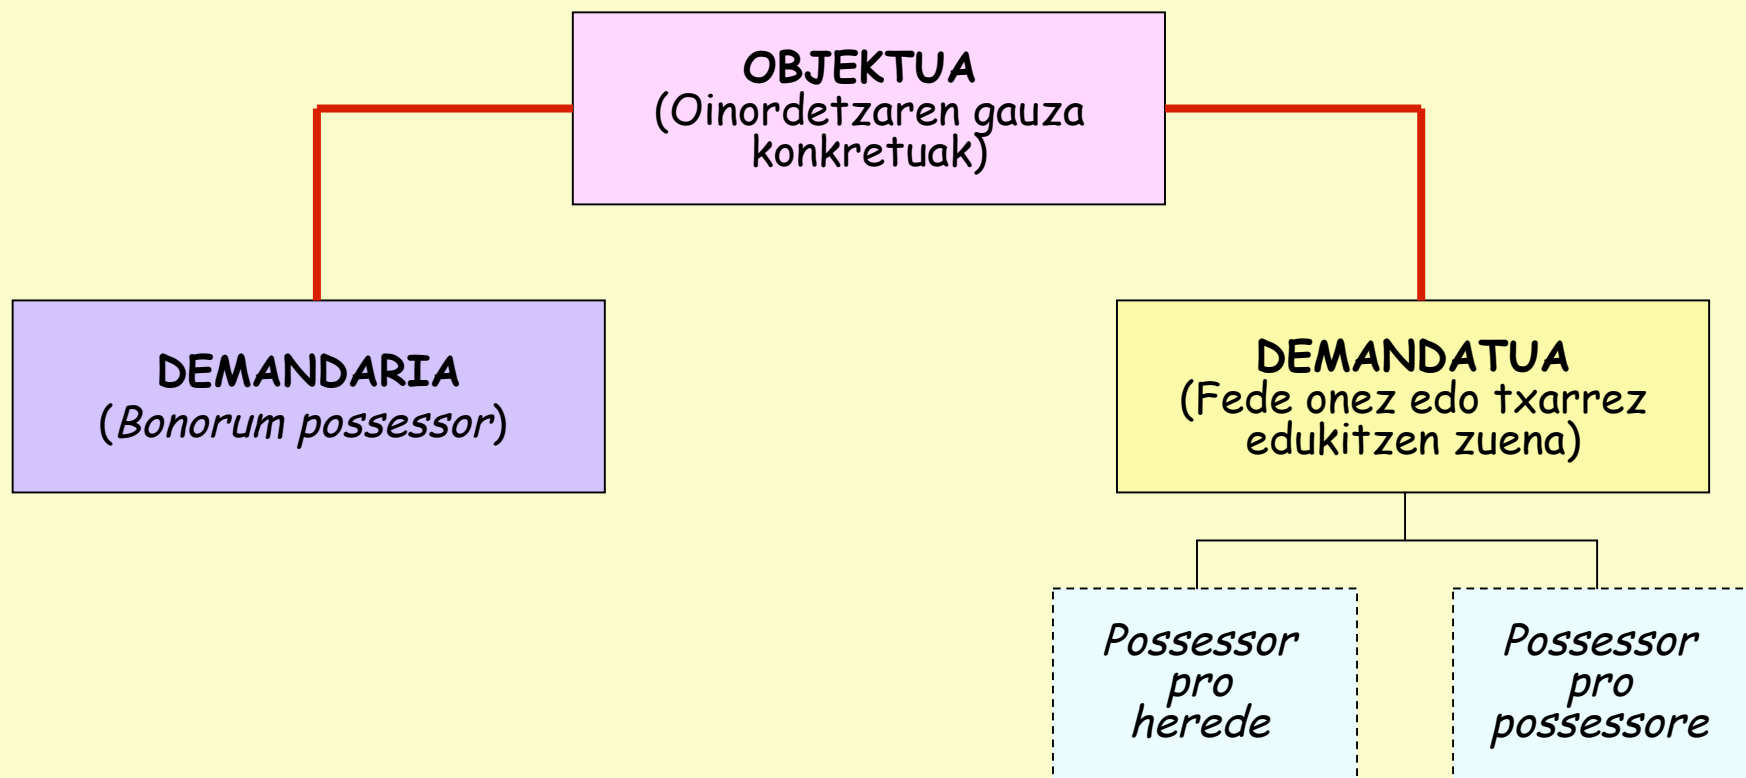 OBJEKTUA
(Oinordetzaren gauza
konkretuak)
DEMANDARIA
(Bonorum possessor)
DEMANDATUA
(Fede onez edo txarrez
edukitzen zuena)
Possessor
pro
herede
Possessor
pro
possessore